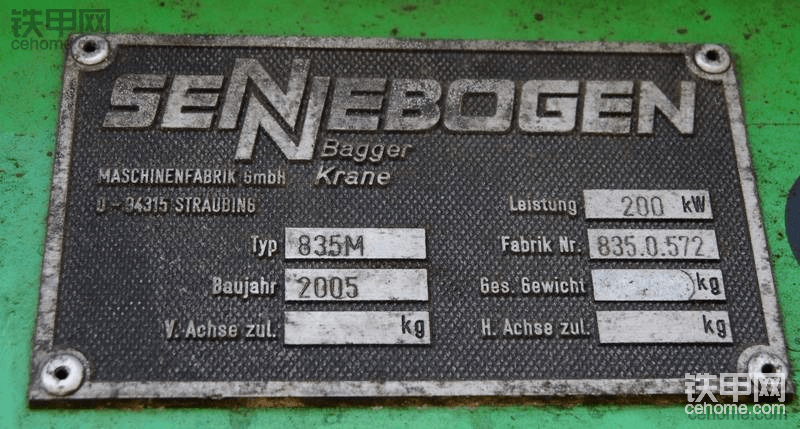 铁甲网
cehome.com
SENNEBOGEN
Bagger
MASCHINENFABRIK GmbH Krane
D - 94315 STRAUBING
Leistung 200 kW
Typ 835M Fabrik Nr. 835.0.572
Baujahr 2005 Ges. Gewicht kg
V. Achse zul. kg H. Achse zul. kg
铁甲网
cehome.com